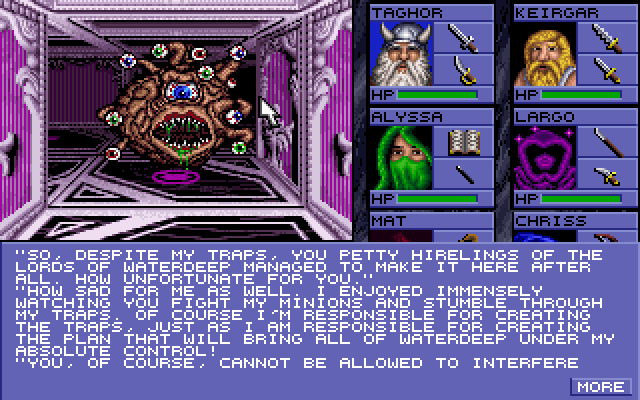 TAGHOR
KEIRGAR
HP
HP
ALYSSA
LARGO
HP
HP
MAT
CHRISS
"SO, DESPITE MY TRAPS, YOU PETTY HIRELINGS OF THE
LORDS OF WATERDEEP MANAGED TO MAKE IT HERE AFTER
ALL. HOW UNFORTUNATE FOR YOU."
"HOW SAD FOR ME AS WELL. I ENJOYED IMMENSELY
WATCHING YOU FIGHT MY MINIONS AND STUMBLE THROUGH
MY TRAPS. OF COURSE I'M RESPONSIBLE FOR CREATING
THE TRAPS, JUST AS I AM RESPONSIBLE FOR CREATING
THE PLAN THAT WILL BRING ALL OF WATERDEEP UNDER MY
ABSOLUTE CONTROL!
"YOU, OF COURSE, CANNOT BE ALLOWED TO INTERFERE
MORE